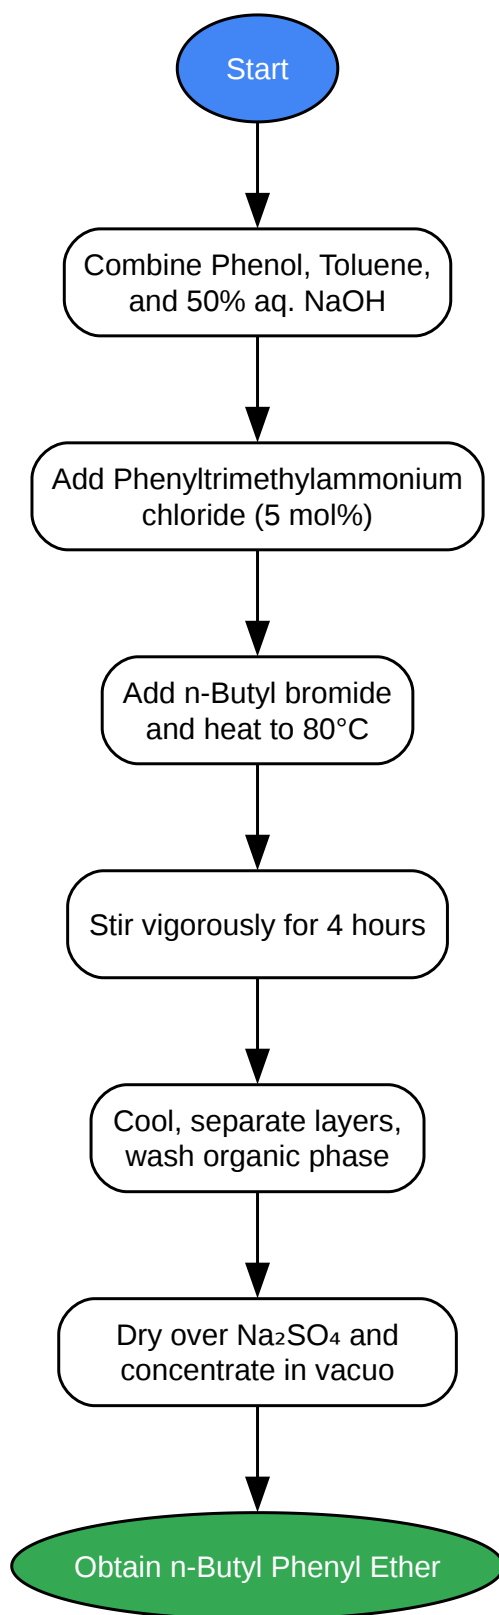 Start
Combine Phenol, Toluene,
and 50% aq. NaOH
Add Phenyltrimethylammonium
chloride (5 mol%)
Add n-Butyl bromide
and heat to 80°C
Stir vigorously for 4 hours
Cool, separate layers,
wash organic phase
Dry over Na₂SO₄ and
concentrate in vacuo
Obtain n-Butyl Phenyl Ether